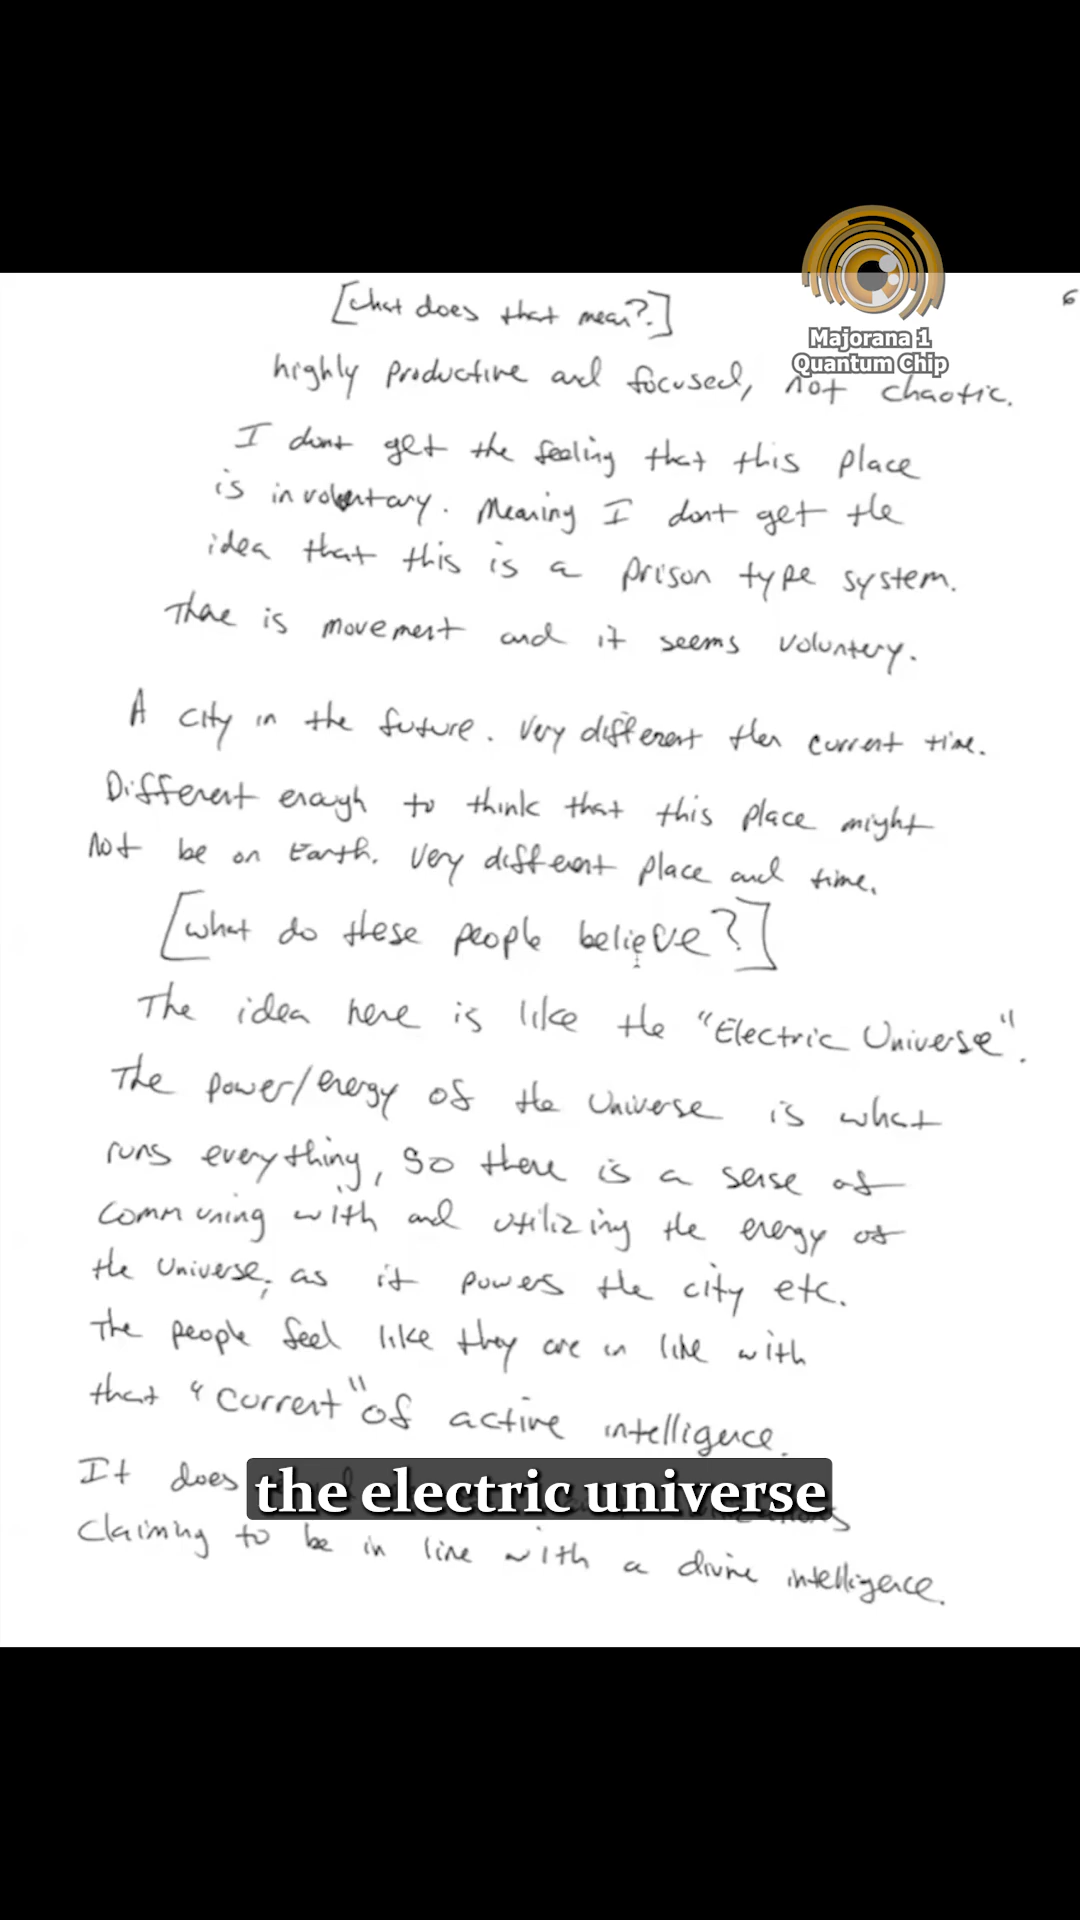 [what does that mean?]
6
Majorana 1
Quantum Chip
highly productive and focused, not chaotic.
I dont get the feeling that this place
is involuntary. Meaning I dont get the
idea that this is a prison type system.
There is movement and it seems voluntery.
A city in the future. Very different then current time.
Different enough to think that this place might
not be on Earth. Very different place and time.
[what do these people believe?]
The idea here is like the "Electric Universe".
The power/energy of the Universe is what
runs everything, so there is a sense of
communing with and utilizing the energy of
the Universe, as it powers the city etc.
The people feel like they are in line with
that "current" of active intelligence.
It does
the electric universe
claiming to be in line with a divine intelligence.